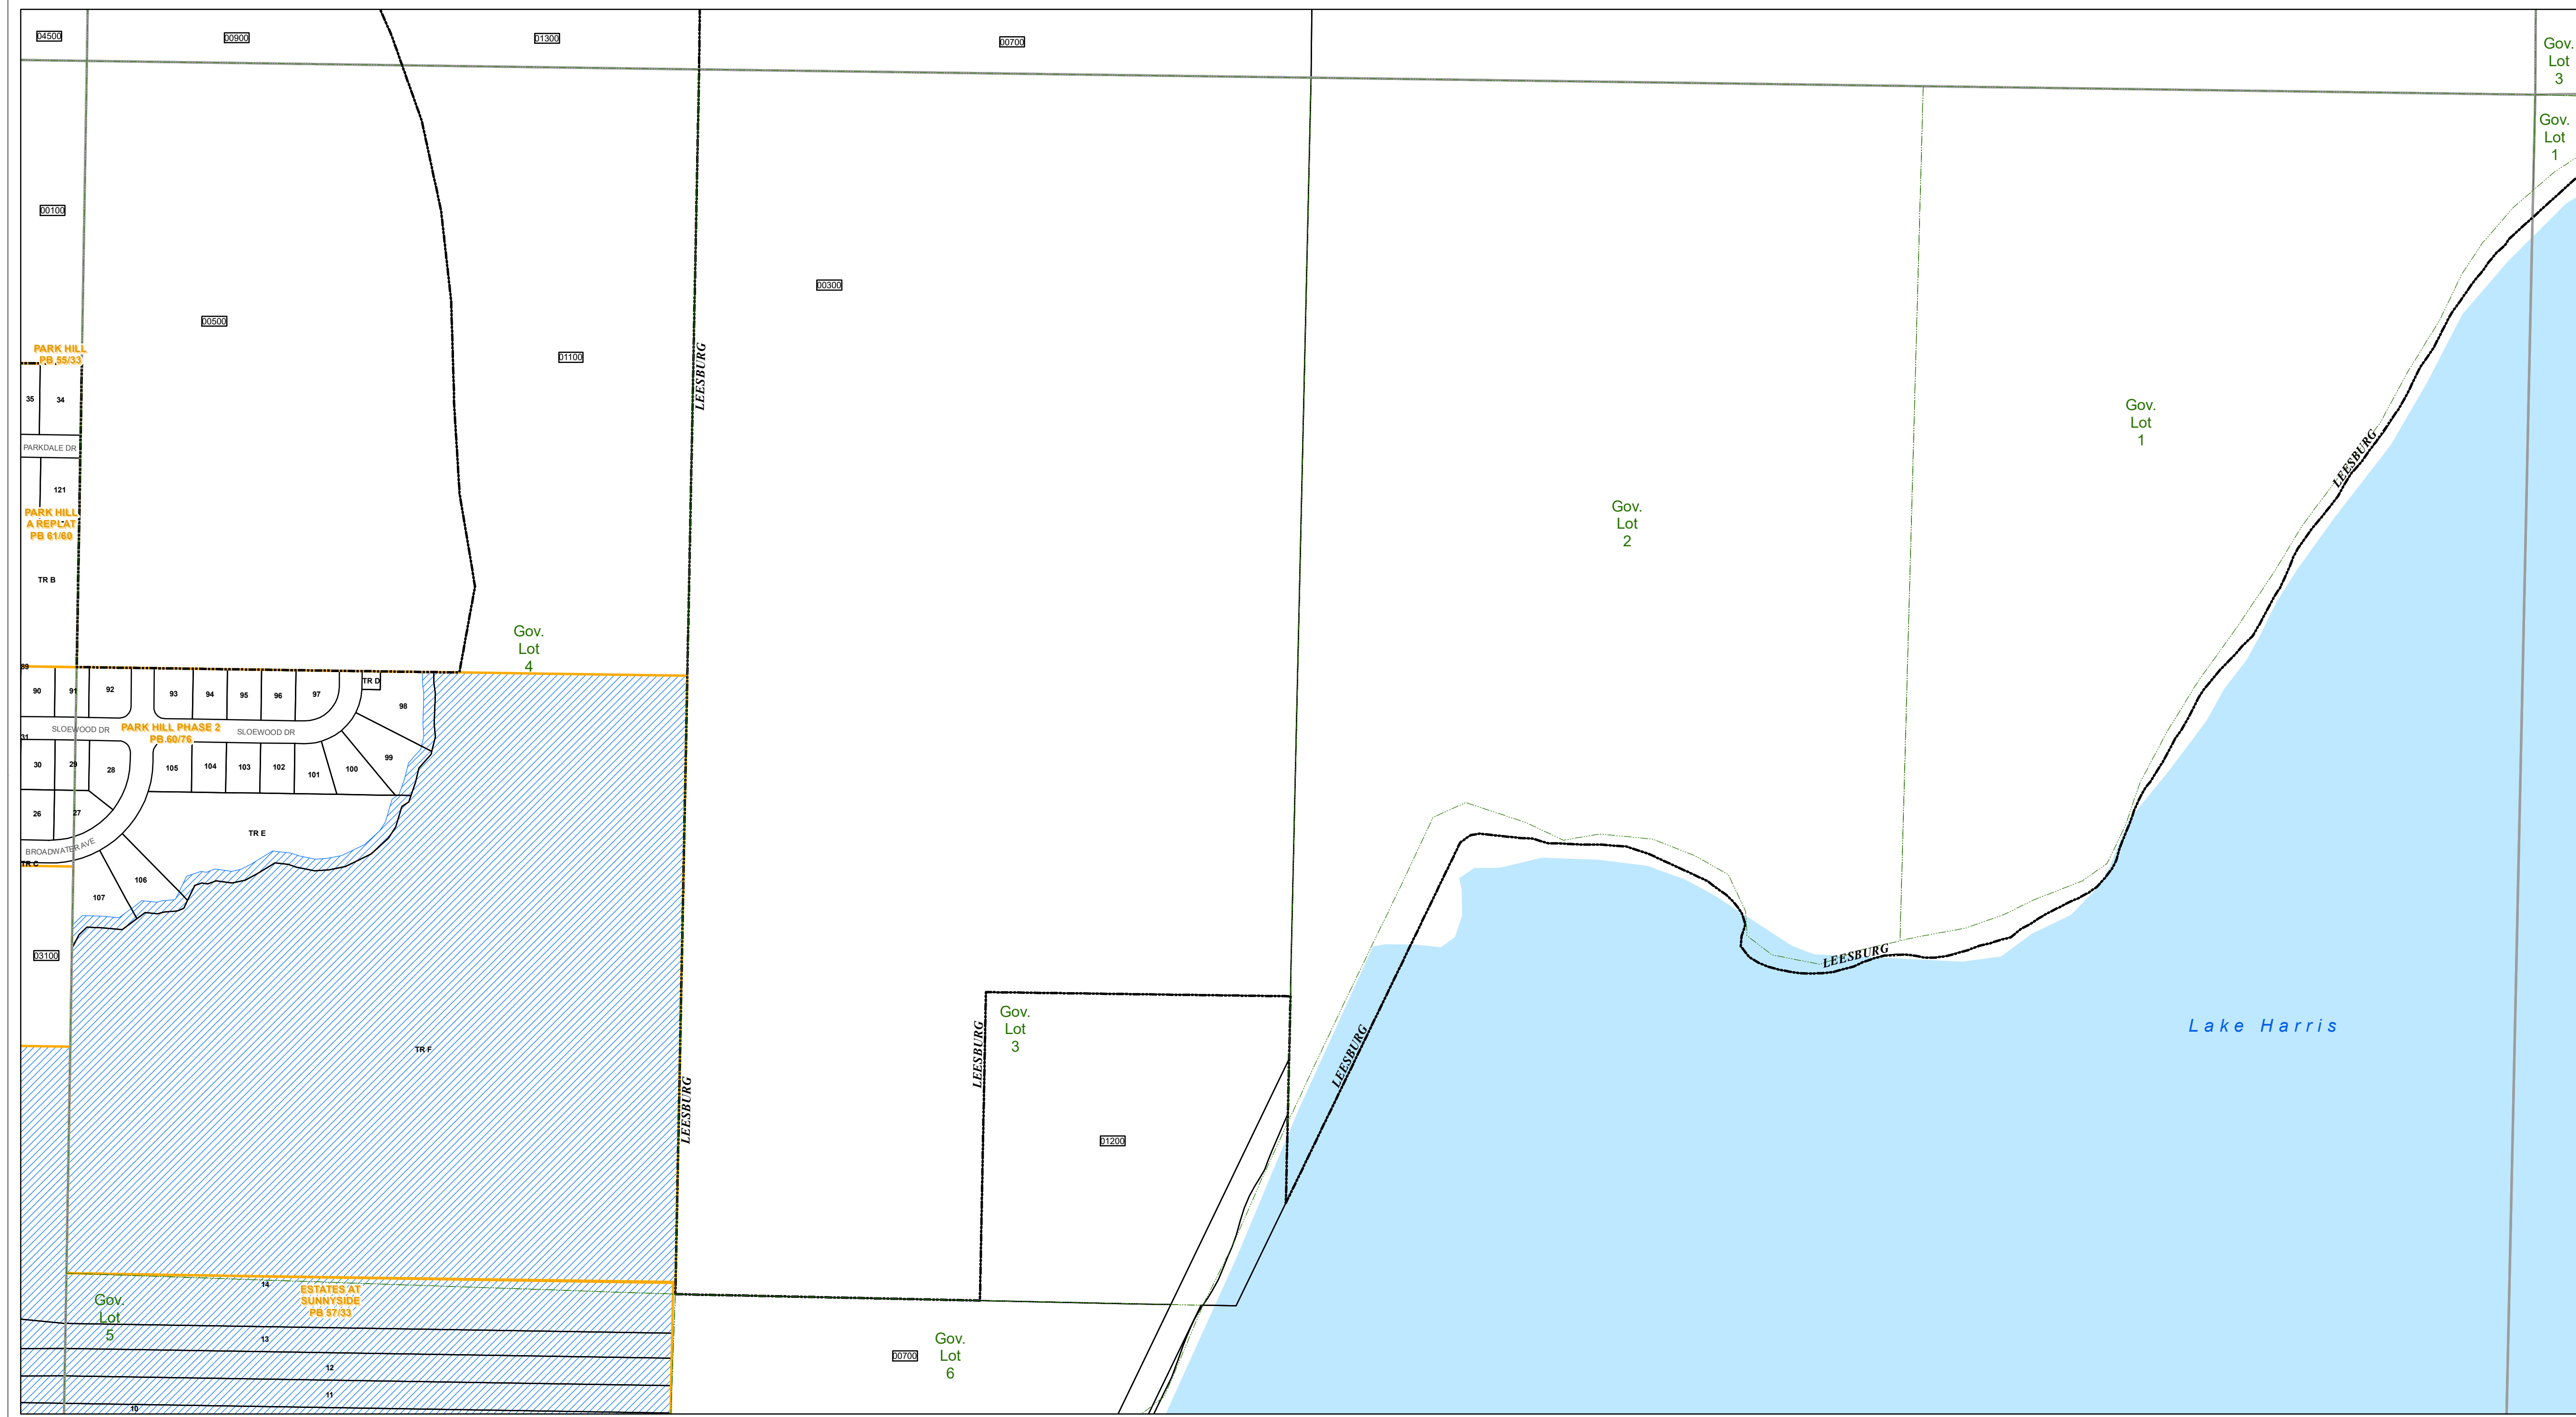 04500
00900
01300
00700
Gov.
Lot
3
Gov.
Lot
1
00100
00300
00500
PARK HILL
PB 55/33
01100
LEESBURG
35
34
PARKDALE DR
121
PARK HILL
A REPLAT
PB 61/60
TR B
Gov.
Lot
1
LEESBURG
Gov.
Lot
2
Gov.
Lot
4
89
90
91
92
93
94
95
96
97
TR D
98
SLOEWOOD DR
PARK HILL PHASE 2
PB 60/76
SLOEWOOD DR
31
30
29
28
105
104
103
102
101
100
99
26
27
TR E
BROADWATER AVE
TR C
106
107
03100
LEESBURG
TR F
Gov.
Lot
3
LEESBURG
LEESBURG
LEESBURG
Lake Harris
01200
14
ESTATES AT
SUNNYSIDE
PB 57/33
Gov.
Lot
5
13
12
11
10
00700
Gov.
Lot
6